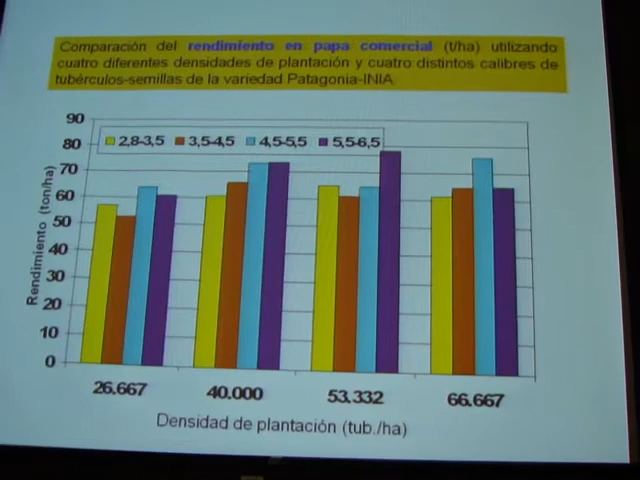 Comparación del rendimiento en papa comercial (t/ha) utilizando
cuatro diferentes densidades de plantación y cuatro distintos calibres de
tubérculos-semillas de la variedad Patagonia-INIA
90
80
70
60
50
40
30
20
10
0
2,8-3,5 3,5-4,5 4,5-5,5 5,5-6,5
Rendimiento (ton/ha)
26.667 40.000 53.332 66.667
Densidad de plantación (tub./ha)